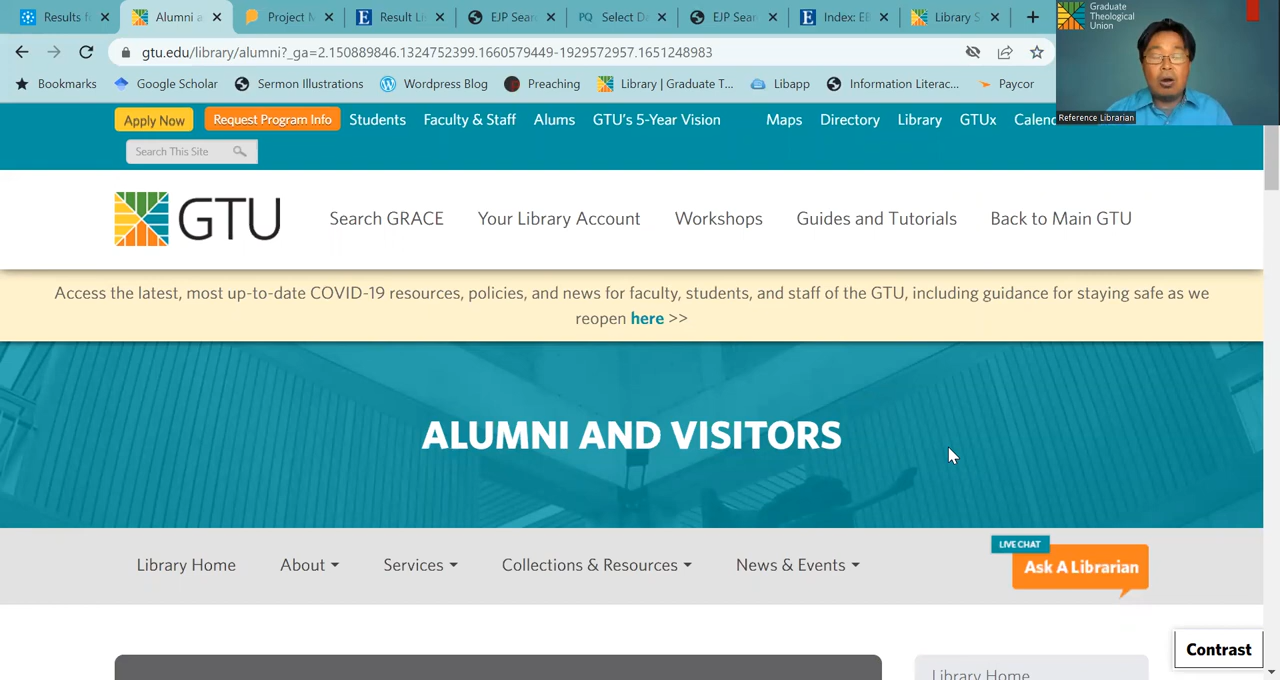 Results fo
Alumni a
Project M
Result Li
EJP Sear
Select Da
EJP Sear
Index: EB
Library S
gtu.edu/library/alumni?_ga=2.150889846.1324752399.1660579449-1929572957.1651248983
Bookmarks
Google Scholar
Sermon Illustrations
Wordpress Blog
Preaching
Library | Graduate T...
Libapp
Information Literac...
Paycor
Graduate
Theological
Union
Reference Librarian
Apply Now
Request Program Info
Students
Faculty & Staff
Alums
GTU's 5-Year Vision
Maps
Directory
Library
GTUx
Calend
Search This Site
GTU
Search GRACE
Your Library Account
Workshops
Guides and Tutorials
Back to Main GTU
Access the latest, most up-to-date COVID-19 resources, policies, and news for faculty, students, and staff of the GTU, including guidance for staying safe as we
reopen here >>
ALUMNI AND VISITORS
Library Home
About
Services
Collections & Resources
News & Events
LIVE CHAT
Ask A Librarian
Contrast
Library Home